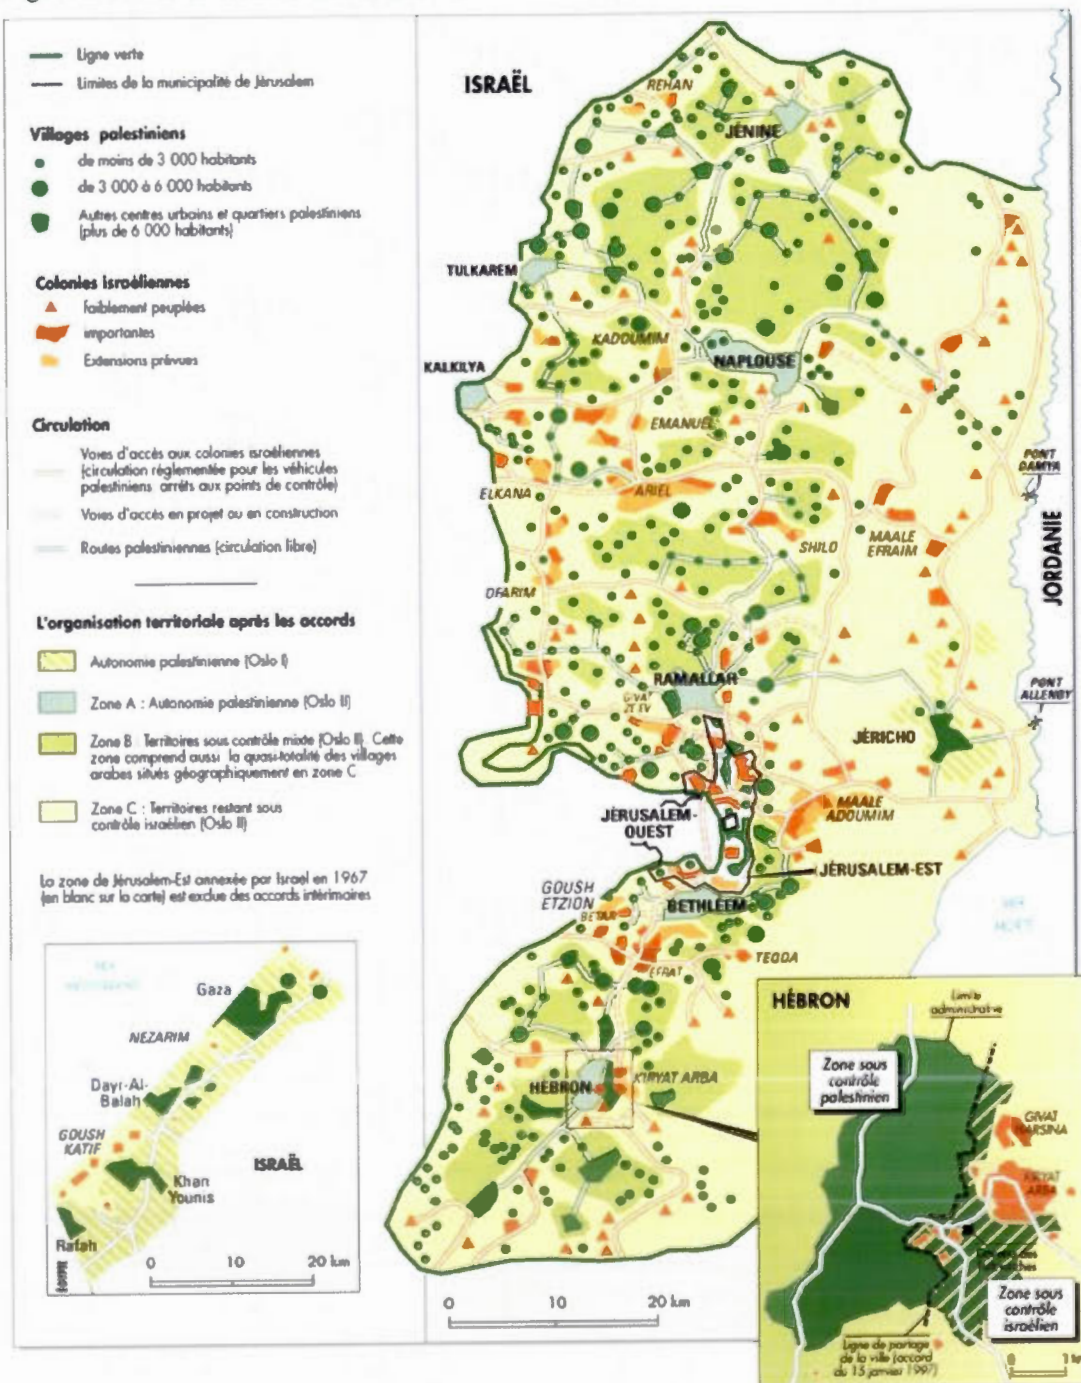 Ligne verte
Limites de la municipalité de Jérusalem
Villages palestiniens
de moins de 3 000 habitants
de 3 000 à 6 000 habitants
Autres centres urbains et quartiers palestiniens
(plus de 6 000 habitants)
Colonies israéliennes
faiblement peuplées
importantes
Extensions prévues
Circulation
Voies d'accès aux colonies israéliennes
(circulation réglementée pour les véhicules
palestiniens arrêts aux points de contrôle)
Voies d'accès en projet ou en construction
Routes palestiniennes (circulation libre)
L'organisation territoriale après les accords
Autonomie palestinienne (Oslo I)
Zone A : Autonomie palestinienne (Oslo II)
Zone B : Territoires sous contrôle mixte (Oslo II). Cette
zone comprend aussi la quasi-totalité des villages
arabes situés géographiquement en zone C
Zone C : Territoires restant sous
contrôle israélien (Oslo II)
La zone de Jérusalem-Est annexée par Israël en 1967
(en blanc sur la carte) est exclue des accords intérimaires
Gaza
NEZARIM
Dayr-Al-
Balah
GOUSH
KATIF
ISRAËL
Khan
Younis
Rafah
ÉGYPTE
0 10 20 km
ISRAËL
REHAN
JÉNINE
TULKAREM
KADOUMIM
NAPLOUSE
KALKILYA
EMANUEL
PONT
DAMYA
ELKANA
ARIEL
SHILO
MAALE
EFRAIM
JORDANIE
OFARIM
RAMALLAH
GIVAT
ZEEV
PONT
ALLENBY
JÉRICHO
JÉRUSALEM-
OUEST
MAALE
ADOUMIM
JÉRUSALEM-EST
GOUSH
ETZION
BETAR
BETHLÉEM
MER
MORTE
EFRAT
TEQOA
HÉBRON
KIRYAT ARBA
0 10 20 km
HÉBRON
Limite
administrative
Zone sous
contrôle
palestinien
GIVAT
HARSINA
KIRYAT
ARBA
Zone sous
contrôle
israélien
Ligne de partage
de la ville (accord
du 15 janvier 1997)
0